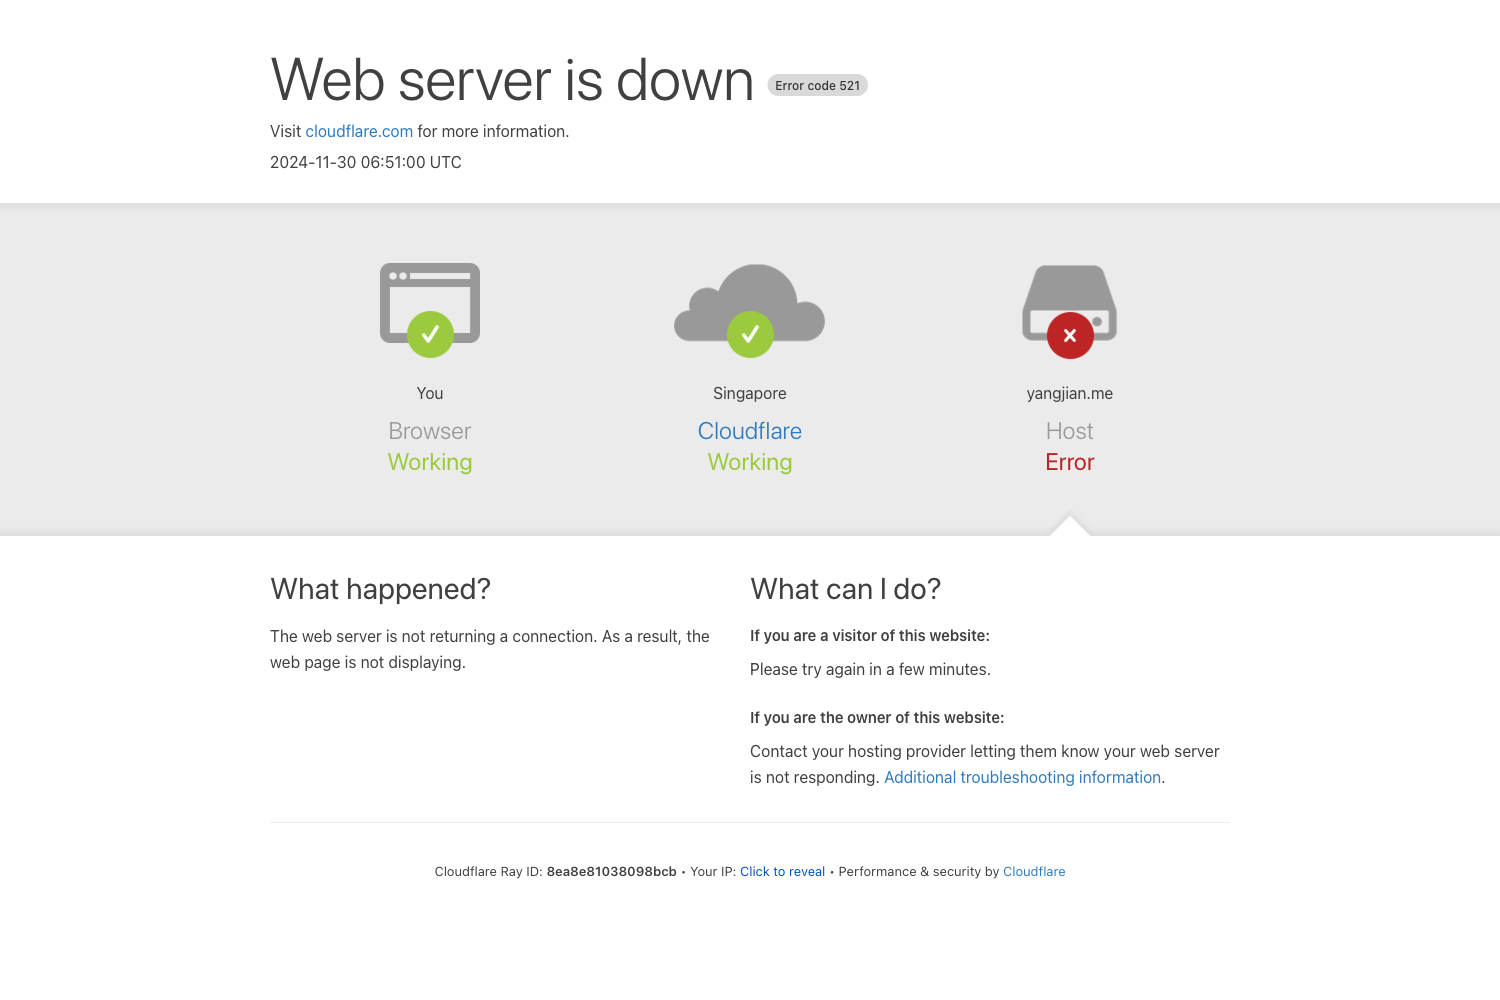 Web server is down Error code 521
Visit cloudflare.com for more information.
2024-11-30 06:51:00 UTC
You
Browser
Working
Singapore
Cloudflare
Working
yangjian.me
Host
Error
What happened?
The web server is not returning a connection. As a result, the
web page is not displaying.
What can I do?
If you are a visitor of this website:
Please try again in a few minutes.
If you are the owner of this website:
Contact your hosting provider letting them know your web server
is not responding. Additional troubleshooting information.
Cloudflare Ray ID: 8ea8e81038098bcb • Your IP: Click to reveal • Performance & security by Cloudflare